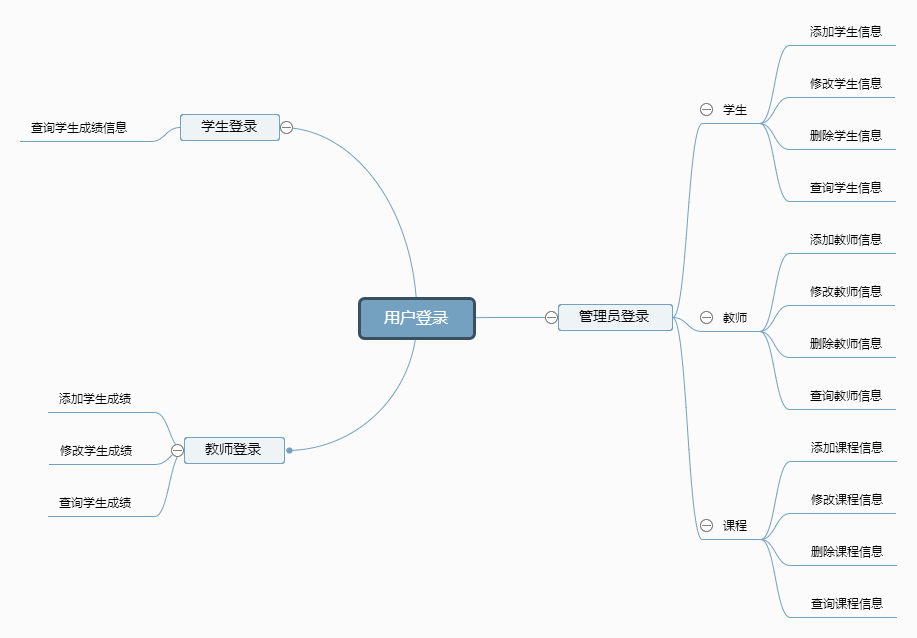 用户登录
学生登录
查询学生成绩信息
教师登录
添加学生成绩
修改学生成绩
查询学生成绩
管理员登录
学生
添加学生信息
修改学生信息
删除学生信息
查询学生信息
教师
添加教师信息
修改教师信息
删除教师信息
查询教师信息
课程
添加课程信息
修改课程信息
删除课程信息
查询课程信息